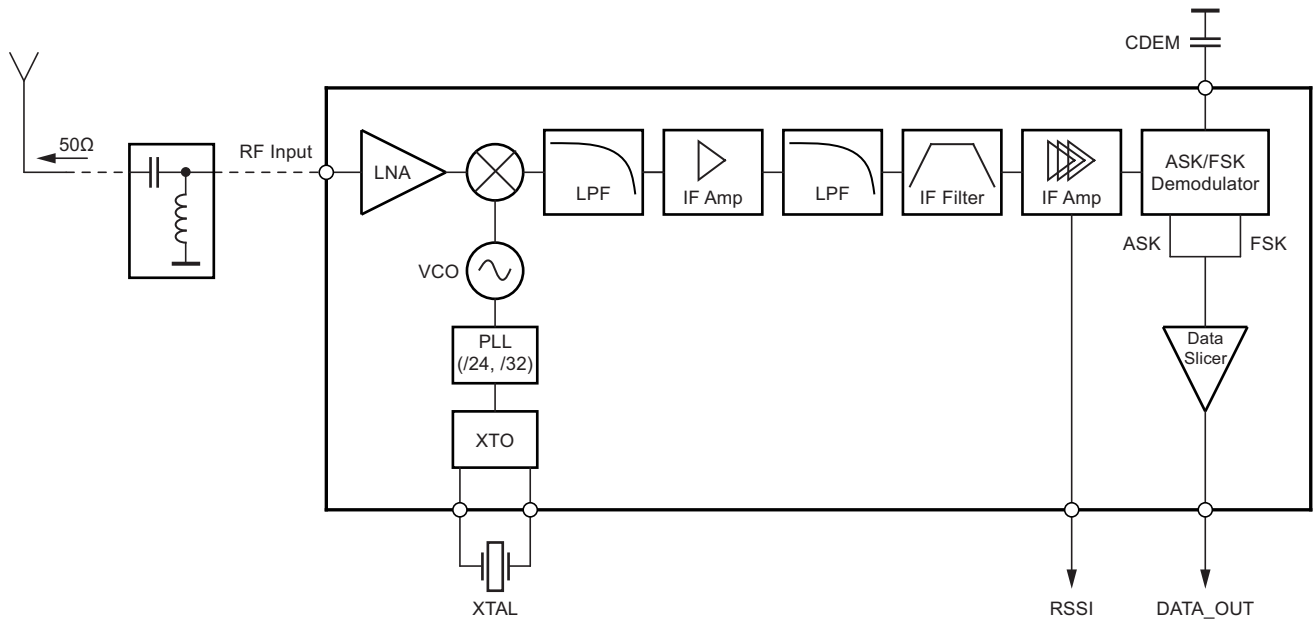 CDEM
50Ω
RF Input
LNA
LPF
IF Amp
LPF
IF Filter
IF Amp
ASK/FSK
Demodulator
ASK
FSK
VCO
PLL
(/24, /32)
Data
Slicer
XTO
XTAL
RSSI
DATA_OUT